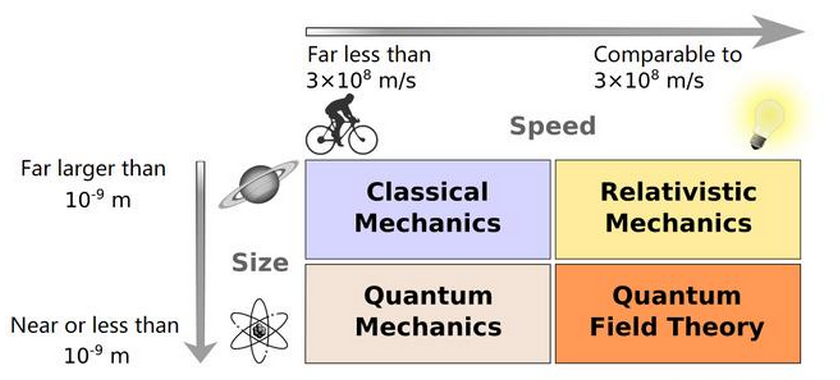 Far less than
3×10⁸ m/s
Comparable to
3×10⁸ m/s
Speed
Far larger than
10⁻⁹ m
Classical
Mechanics
Relativistic
Mechanics
Size
Near or less than
10⁻⁹ m
Quantum
Mechanics
Quantum
Field Theory